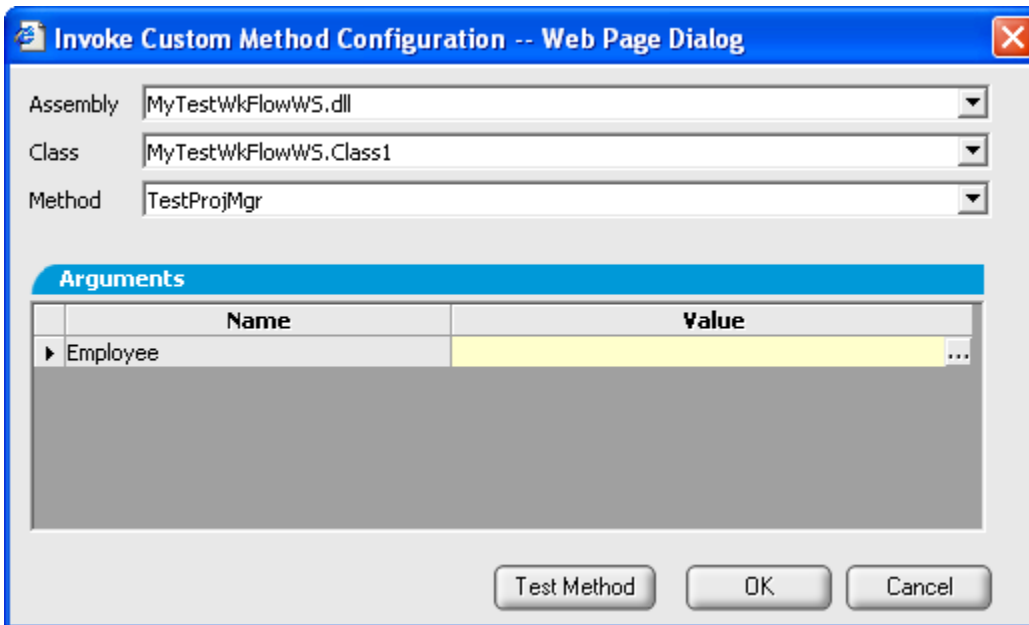 Invoke Custom Method Configuration -- Web Page Dialog
Assembly MyTestWkFlowWS.dll
Class MyTestWkFlowWS.Class1
Method TestProjMgr
Arguments
Name Value
Employee ...
Test Method OK Cancel